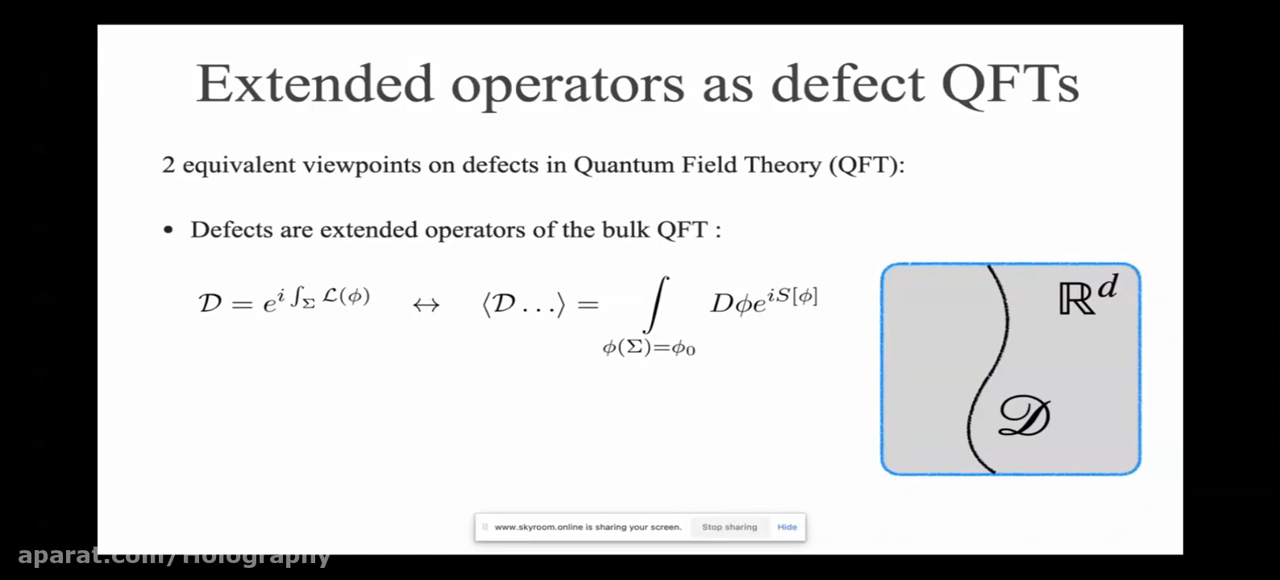 Extended operators as defect QFTs
2 equivalent viewpoints on defects in Quantum Field Theory (QFT):
• Defects are extended operators of the bulk QFT :
𝒟 = e^{i ∫_Σ ℒ(ϕ)} ↔ ⟨𝒟 …⟩ = ∫_{ϕ(Σ)=ϕ₀} Dϕe^{iS[ϕ]}
ℝ^d
𝒟
www.skyroom.online is sharing your screen. Stop sharing Hide
aparat.com/Holography